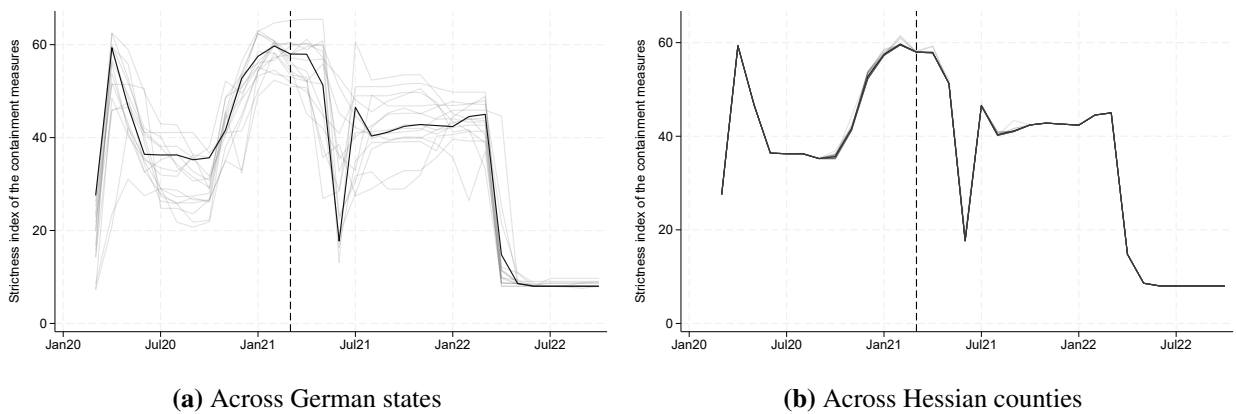 Strictness index of the containment measures
60
40
20
0
Jan20
Jul20
Jan21
Jul21
Jan22
Jul22
(a) Across German states
Strictness index of the containment measures
60
40
20
0
Jan20
Jul20
Jan21
Jul21
Jan22
Jul22
(b) Across Hessian counties